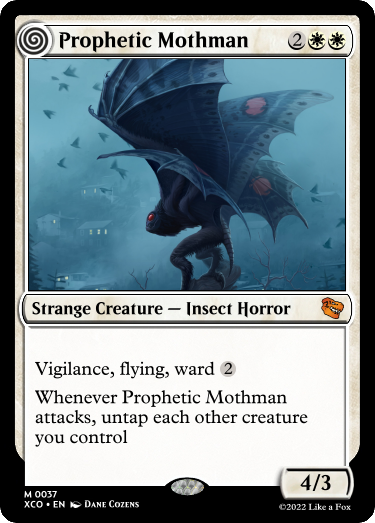 Prophetic Mothman 2
Strange Creature — Insect Horror
Vigilance, flying, ward 2
Whenever Prophetic Mothman
attacks, untap each other creature
you control
4/3
M 0037
XCO • EN Dane Cozens
©2022 Like a Fox